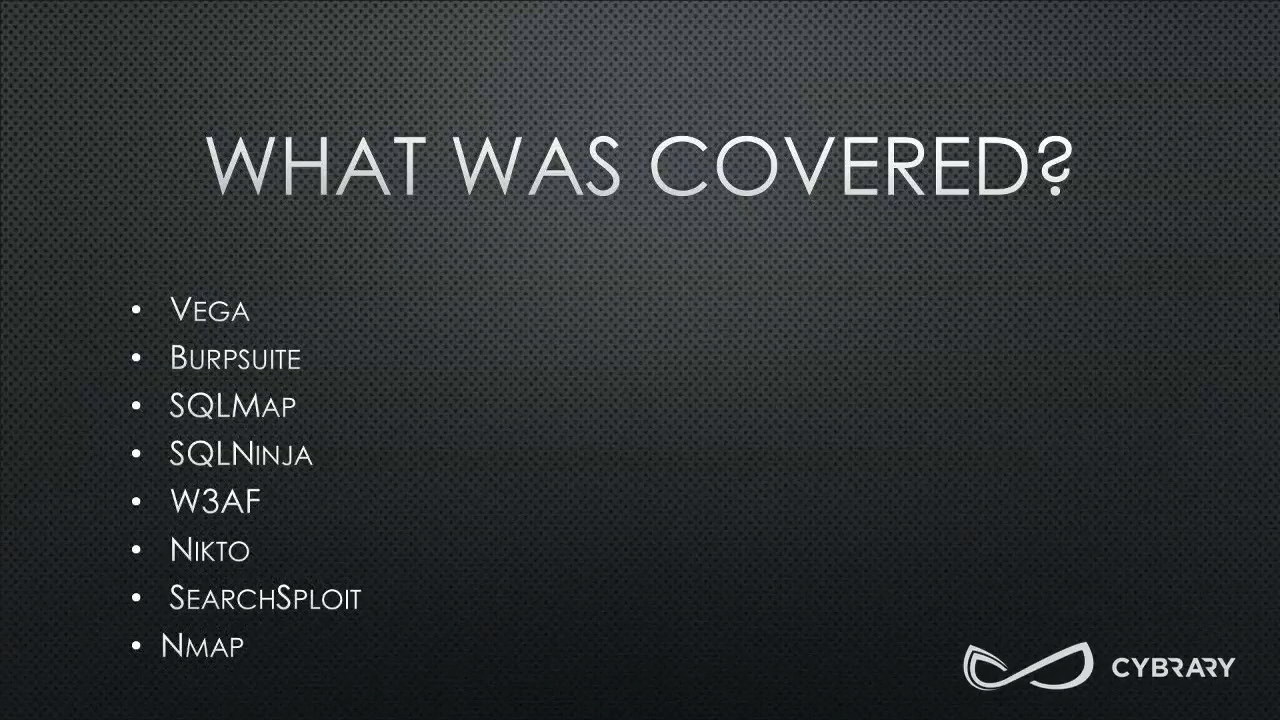 WHAT WAS COVERED?
• VEGA
• BURPSUITE
• SQLMAP
• SQLNINJA
• W3AF
• NIKTO
• SEARCHSPLOIT
• NMAP
CYBRARY